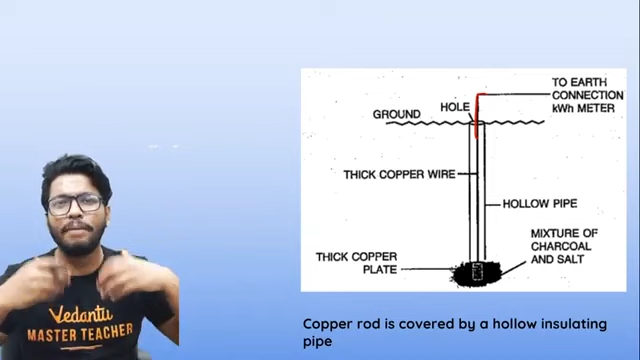 TO EARTH
CONNECTION
kWh METER
HOLE
GROUND
THICK COPPER WIRE
HOLLOW PIPE
MIXTURE OF
CHARCOAL
AND SALT
THICK COPPER
PLATE
Vedantu
MASTER TEACHER
Copper rod is covered by a hollow insulating
pipe